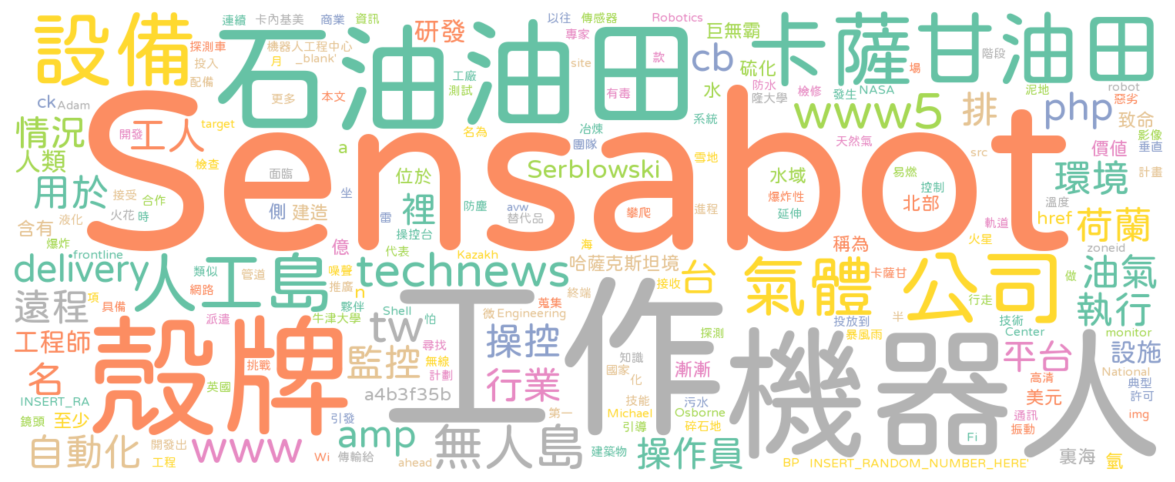 Sensabot
石油油田
卡薩甘油田
設備
工作
機器人
殼牌
人工島
technews
氣體
公司
www5
php
cb
排
環境
荷蘭
油氣
執行
平台
設施
操作員
無人島
amp
www
自動化
名
工程師
遠程
delivery
用於
情況
人類
工人
研發
巨無霸
硫化
水
Serblowski
裡
位於
側
建造
含有
億
稱為
北部
水域
href
價值
致命
台
哈薩克斯坦境
操控
行業
漸漸
監控
tw
a4b3f35b
美元
裏海
氫
至少
ck
Adam
target
a
n
連續
卡內基美
商業
資訊
探測車
機器人工程中心
_blank'
投入
月
配備
更多
本文
開發
檢查
面臨
接受
合作
火花
時
液化
爆炸
frontline
坐
雷
操控台
代表
防塵
avw
替代品
Kazakh
海
以往
專家
傳感器
Robotics
款
site
工廠
測試
有毒
冶煉
團隊
名為
系統
雪地
攀爬
進程
防水
檢修
隆大學
發生
NASA
場
階段
泥地
robot
惡劣
影像
垂直
計畫
天然氣
src
易燃
控制
爆炸性
延伸
溫度
軌道
火星
zoneid
做
卡薩甘
行走
接收
類似
網路
管道
噪聲
推廣
夥伴
牛津大學
項
具備
派遣
挑戰
英國
Shell
怕
尋找
無線
計劃
微
Engineering
蒐集
終端
投放到
暴風雨
半
探測
技術
Center
monitor
National
典型
許可
高清
通訊
振動
img
知識
國家
化
技能
污水
Michael
Osborne
引導
碎石地
第一
建築物
引發
傳輸給
ahead
Wi
Fi
BP
INSERT_RANDOM_NUMBER_HERE'
INSERT_RA
鏡頭
開發出
工程